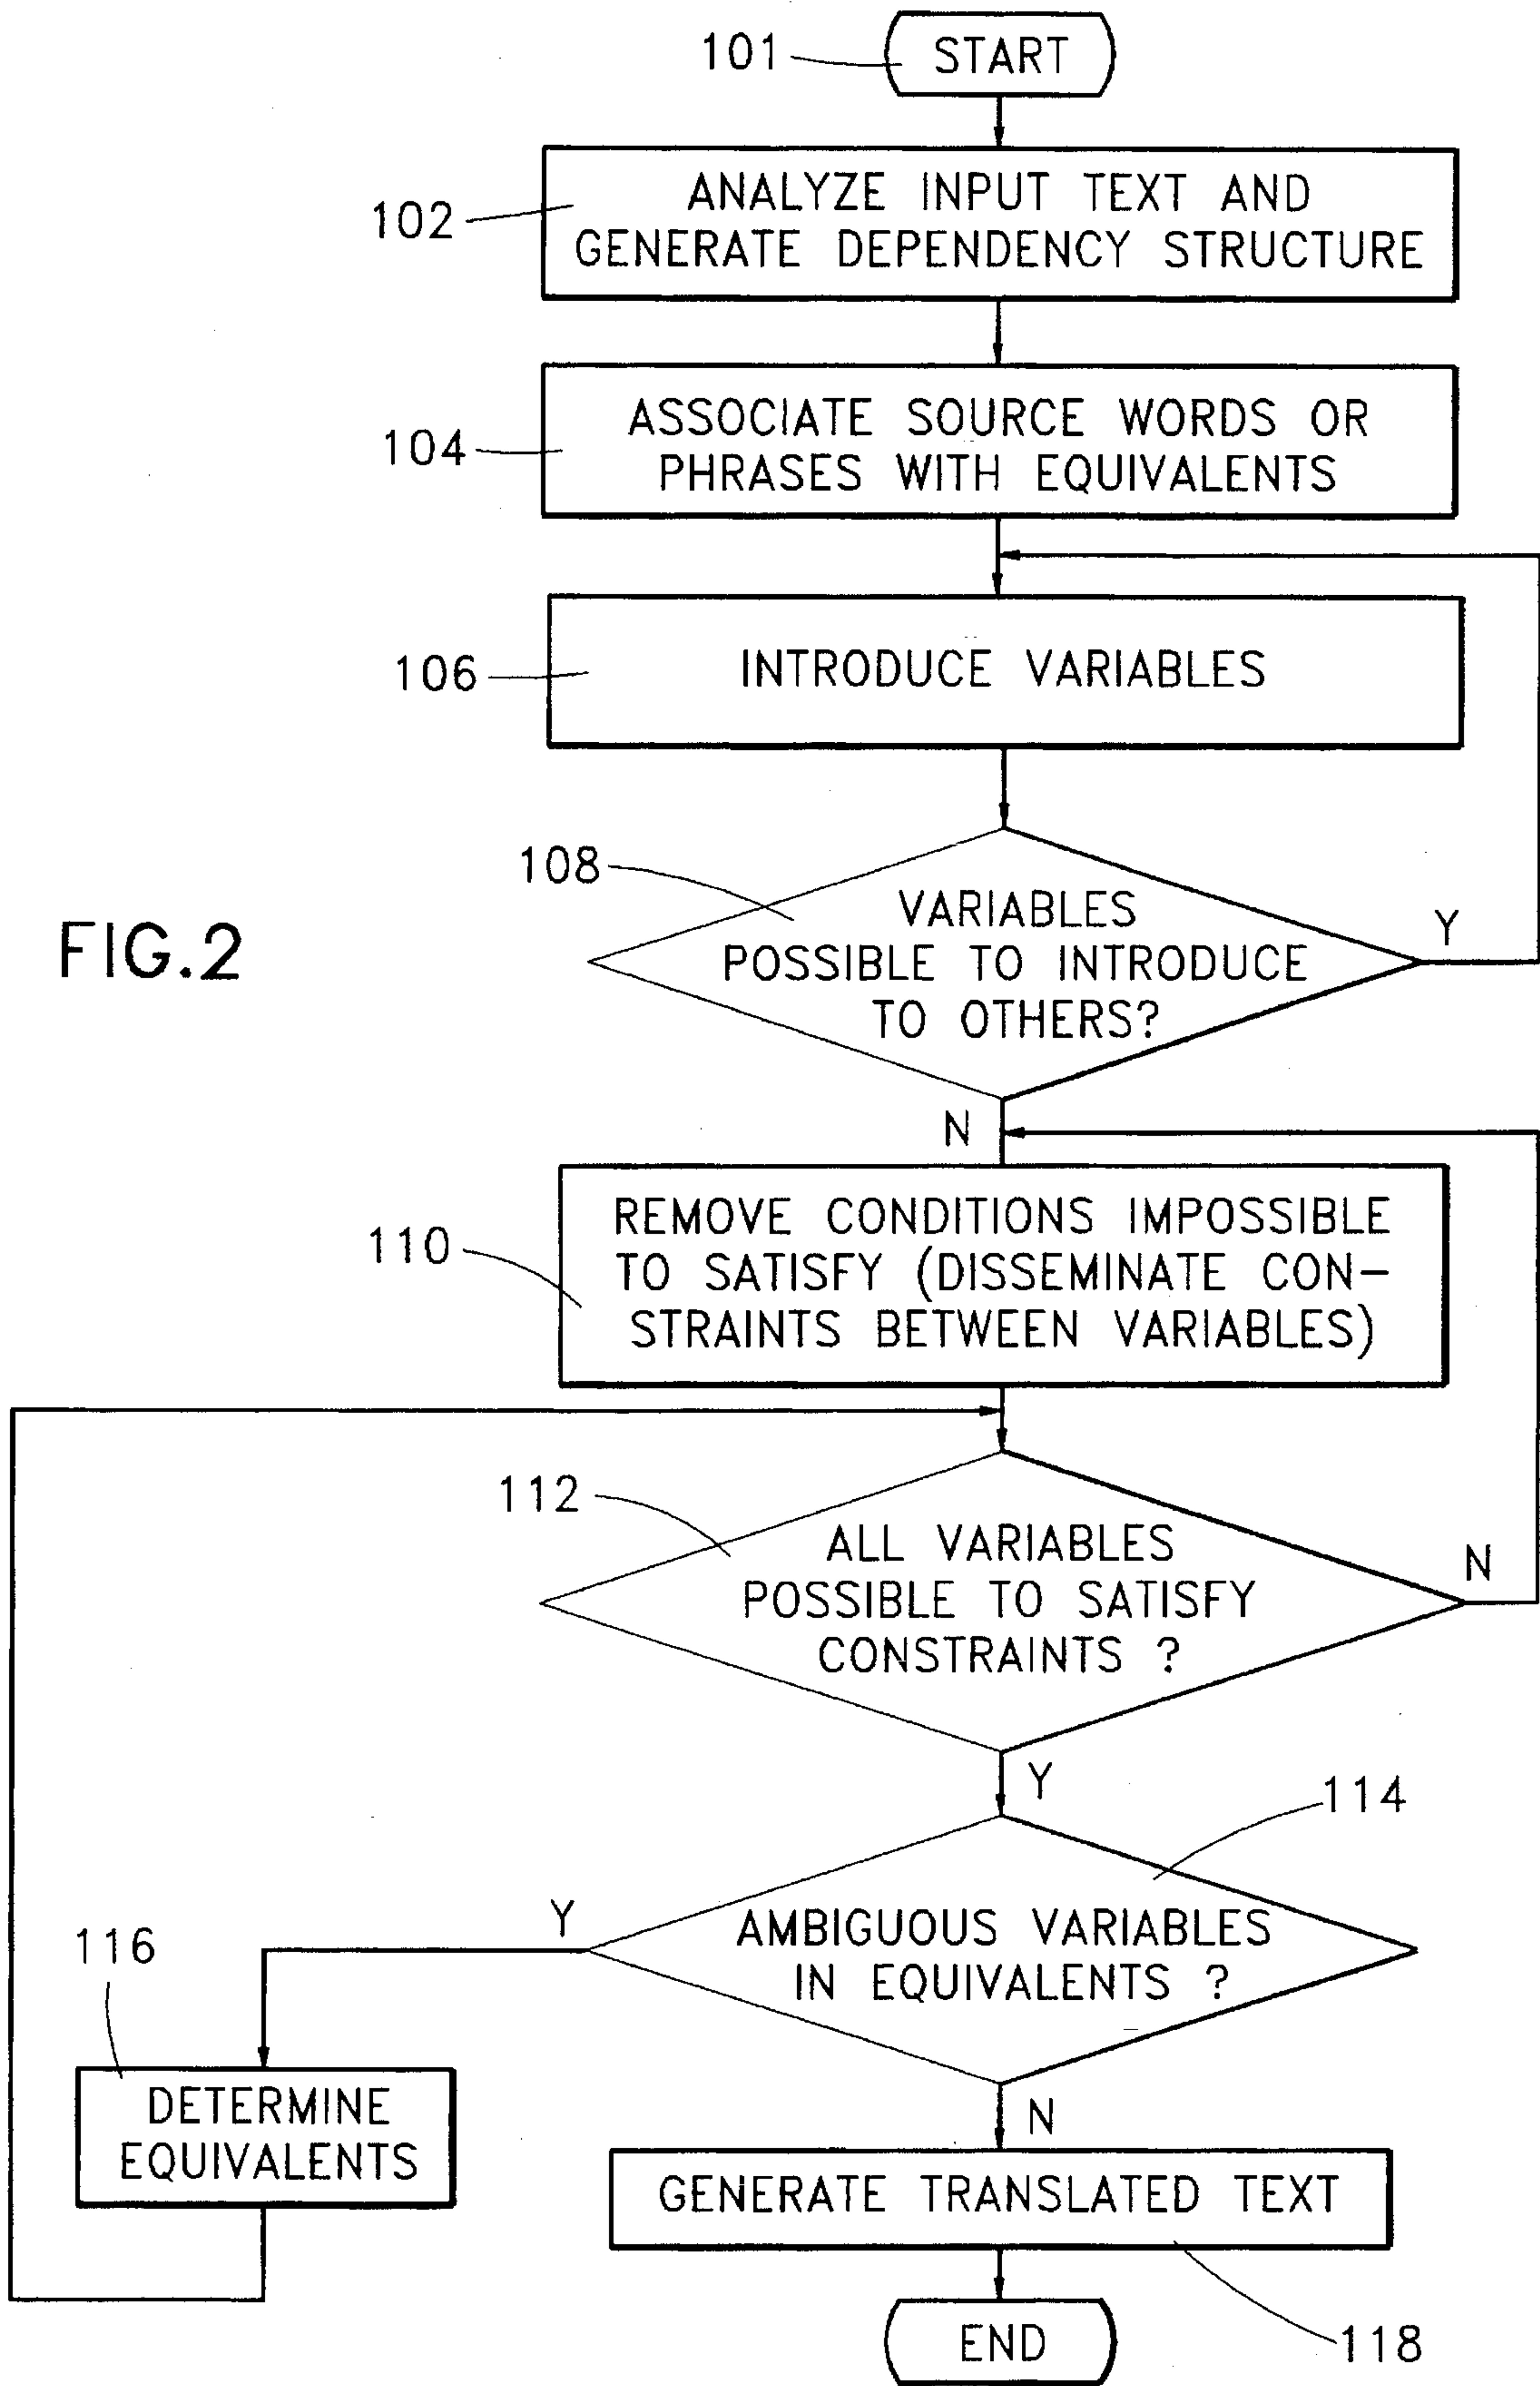 101
START
102
ANALYZE INPUT TEXT AND
GENERATE DEPENDENCY STRUCTURE
104
ASSOCIATE SOURCE WORDS OR
PHRASES WITH EQUIVALENTS
106
INTRODUCE VARIABLES
108
VARIABLES
POSSIBLE TO INTRODUCE
TO OTHERS?
Y
FIG.2
N
110
REMOVE CONDITIONS IMPOSSIBLE
TO SATISFY (DISSEMINATE CON-
STRAINTS BETWEEN VARIABLES)
112
ALL VARIABLES
POSSIBLE TO SATISFY
CONSTRAINTS ?
N
Y
114
AMBIGUOUS VARIABLES
IN EQUIVALENTS ?
Y
116
DETERMINE
EQUIVALENTS
N
GENERATE TRANSLATED TEXT
118
END